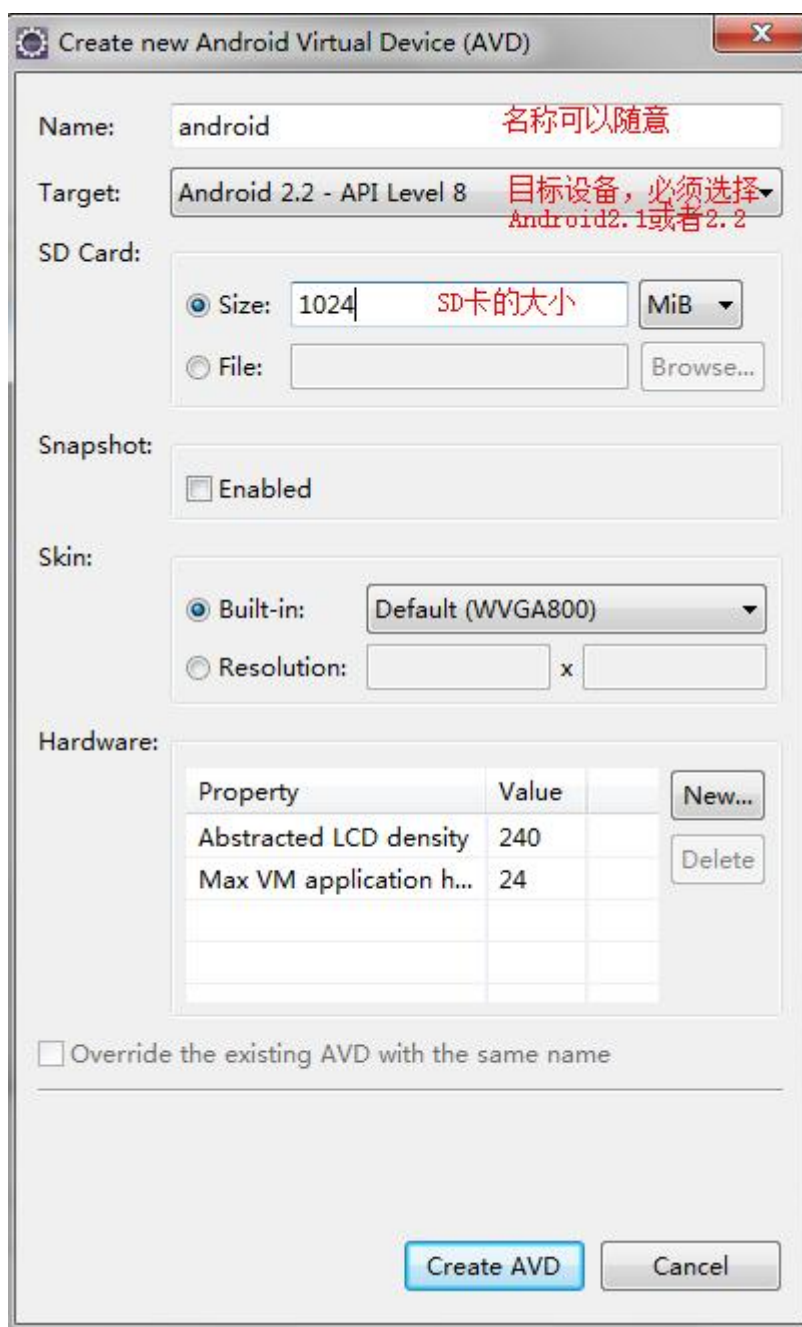 Create new Android Virtual Device (AVD)
Name: android 名称可以随意
Target: Android 2.2 - API Level 8 目标设备，必须选择
Android2.1或者2.2
SD Card:
Size: 1024 SD卡的大小 MiB
File: Browse...
Snapshot:
Enabled
Skin:
Built-in: Default (WVGA800)
Resolution: x
Hardware:
Property Value New...
Abstracted LCD density 240
Delete
Max VM application h... 24
Override the existing AVD with the same name
Create AVD Cancel